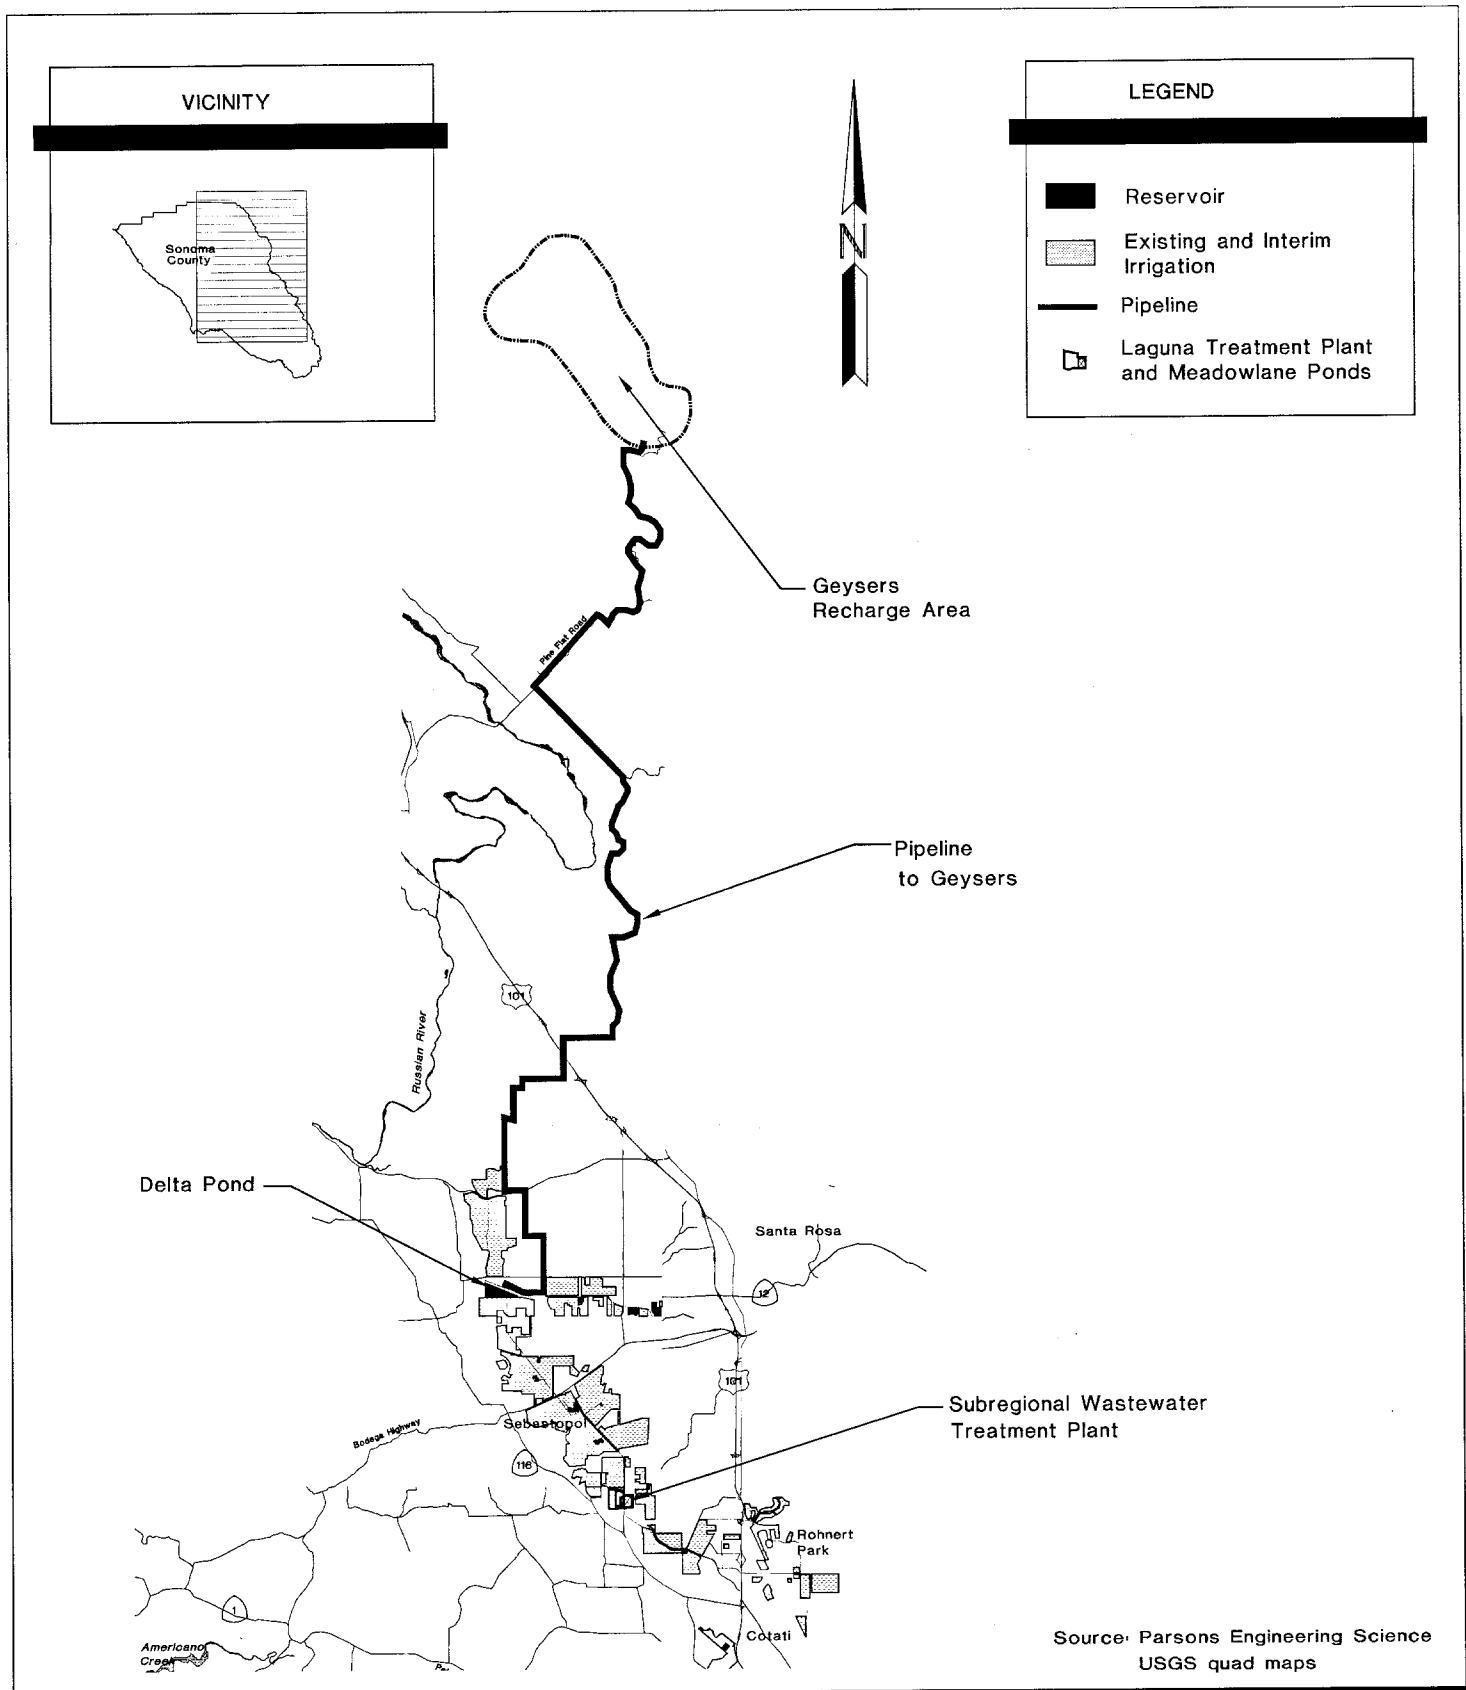 VICINITY
Sonoma
County
N
LEGEND
Reservoir
Existing and Interim
Irrigation
Pipeline
Laguna Treatment Plant
and Meadowlane Ponds
Geysers
Recharge Area
Pine Flat Road
Pipeline
to Geysers
101
Russian River
Delta Pond
Santa Rosa
12
101
Subregional Wastewater
Treatment Plant
Sebastopol
Bodega Highway
116
Rohnert
Park
1
Americano
Creek
Cotati
Source: Parsons Engineering Science
USGS quad maps